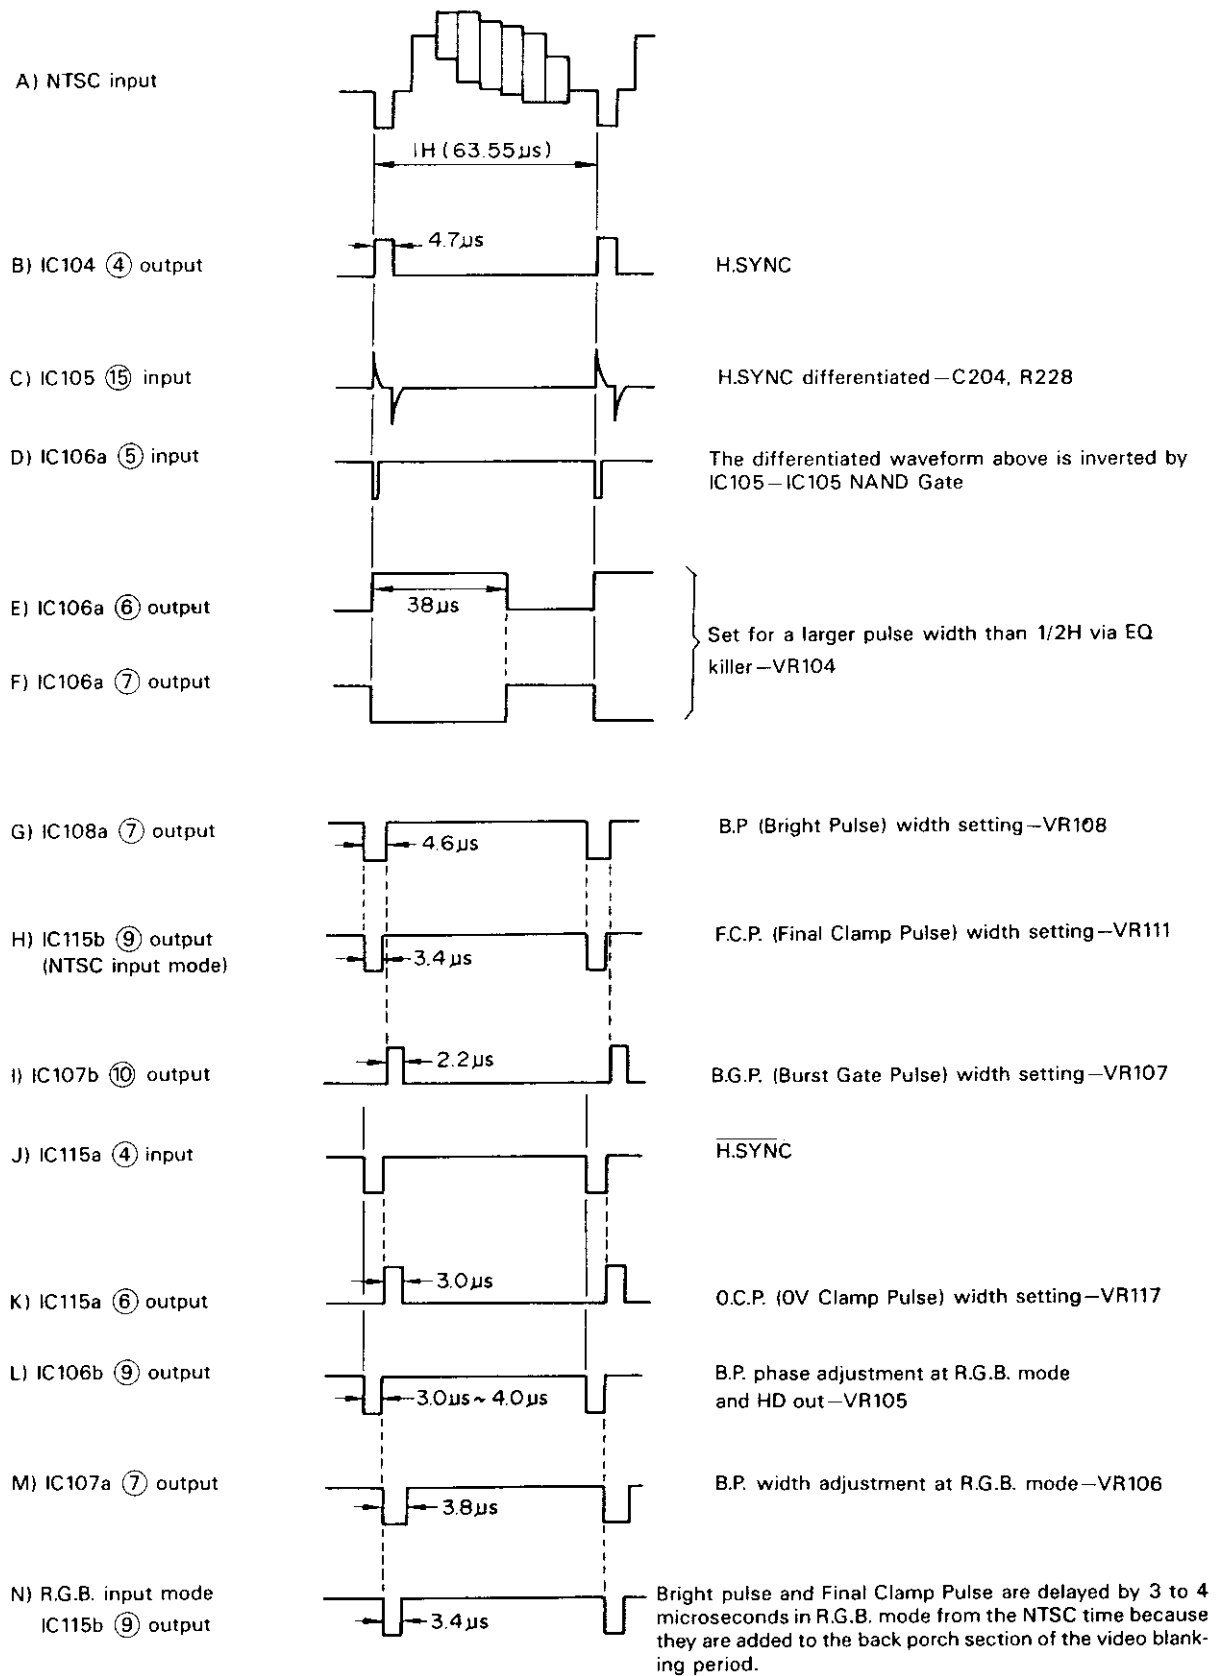 A) NTSC input
1H (63.55μs)
4.7μs
B) IC104 ④ output
H.SYNC
C) IC105 ⑮ input
H.SYNC differentiated—C204, R228
D) IC106a ⑤ input
The differentiated waveform above is inverted by
IC105—IC105 NAND Gate
38μs
E) IC106a ⑥ output
Set for a larger pulse width than 1/2H via EQ
killer—VR104
F) IC106a ⑦ output
G) IC108a ⑦ output
4.6μs
B.P (Bright Pulse) width setting—VR108
H) IC115b ⑨ output
(NTSC input mode)
3.4μs
F.C.P. (Final Clamp Pulse) width setting—VR111
2.2μs
I) IC107b ⑩ output
B.G.P. (Burst Gate Pulse) width setting—VR107
J) IC115a ④ input
H.SYNC
3.0μs
K) IC115a ⑥ output
O.C.P. (0V Clamp Pulse) width setting—VR117
L) IC106b ⑨ output
3.0μs ~ 4.0μs
B.P. phase adjustment at R.G.B. mode
and HD out—VR105
M) IC107a ⑦ output
3.8μs
B.P. width adjustment at R.G.B. mode—VR106
N) R.G.B. input mode
IC115b ⑨ output
3.4μs
Bright pulse and Final Clamp Pulse are delayed by 3 to 4
microseconds in R.G.B. mode from the NTSC time because
they are added to the back porch section of the video blank-
ing period.